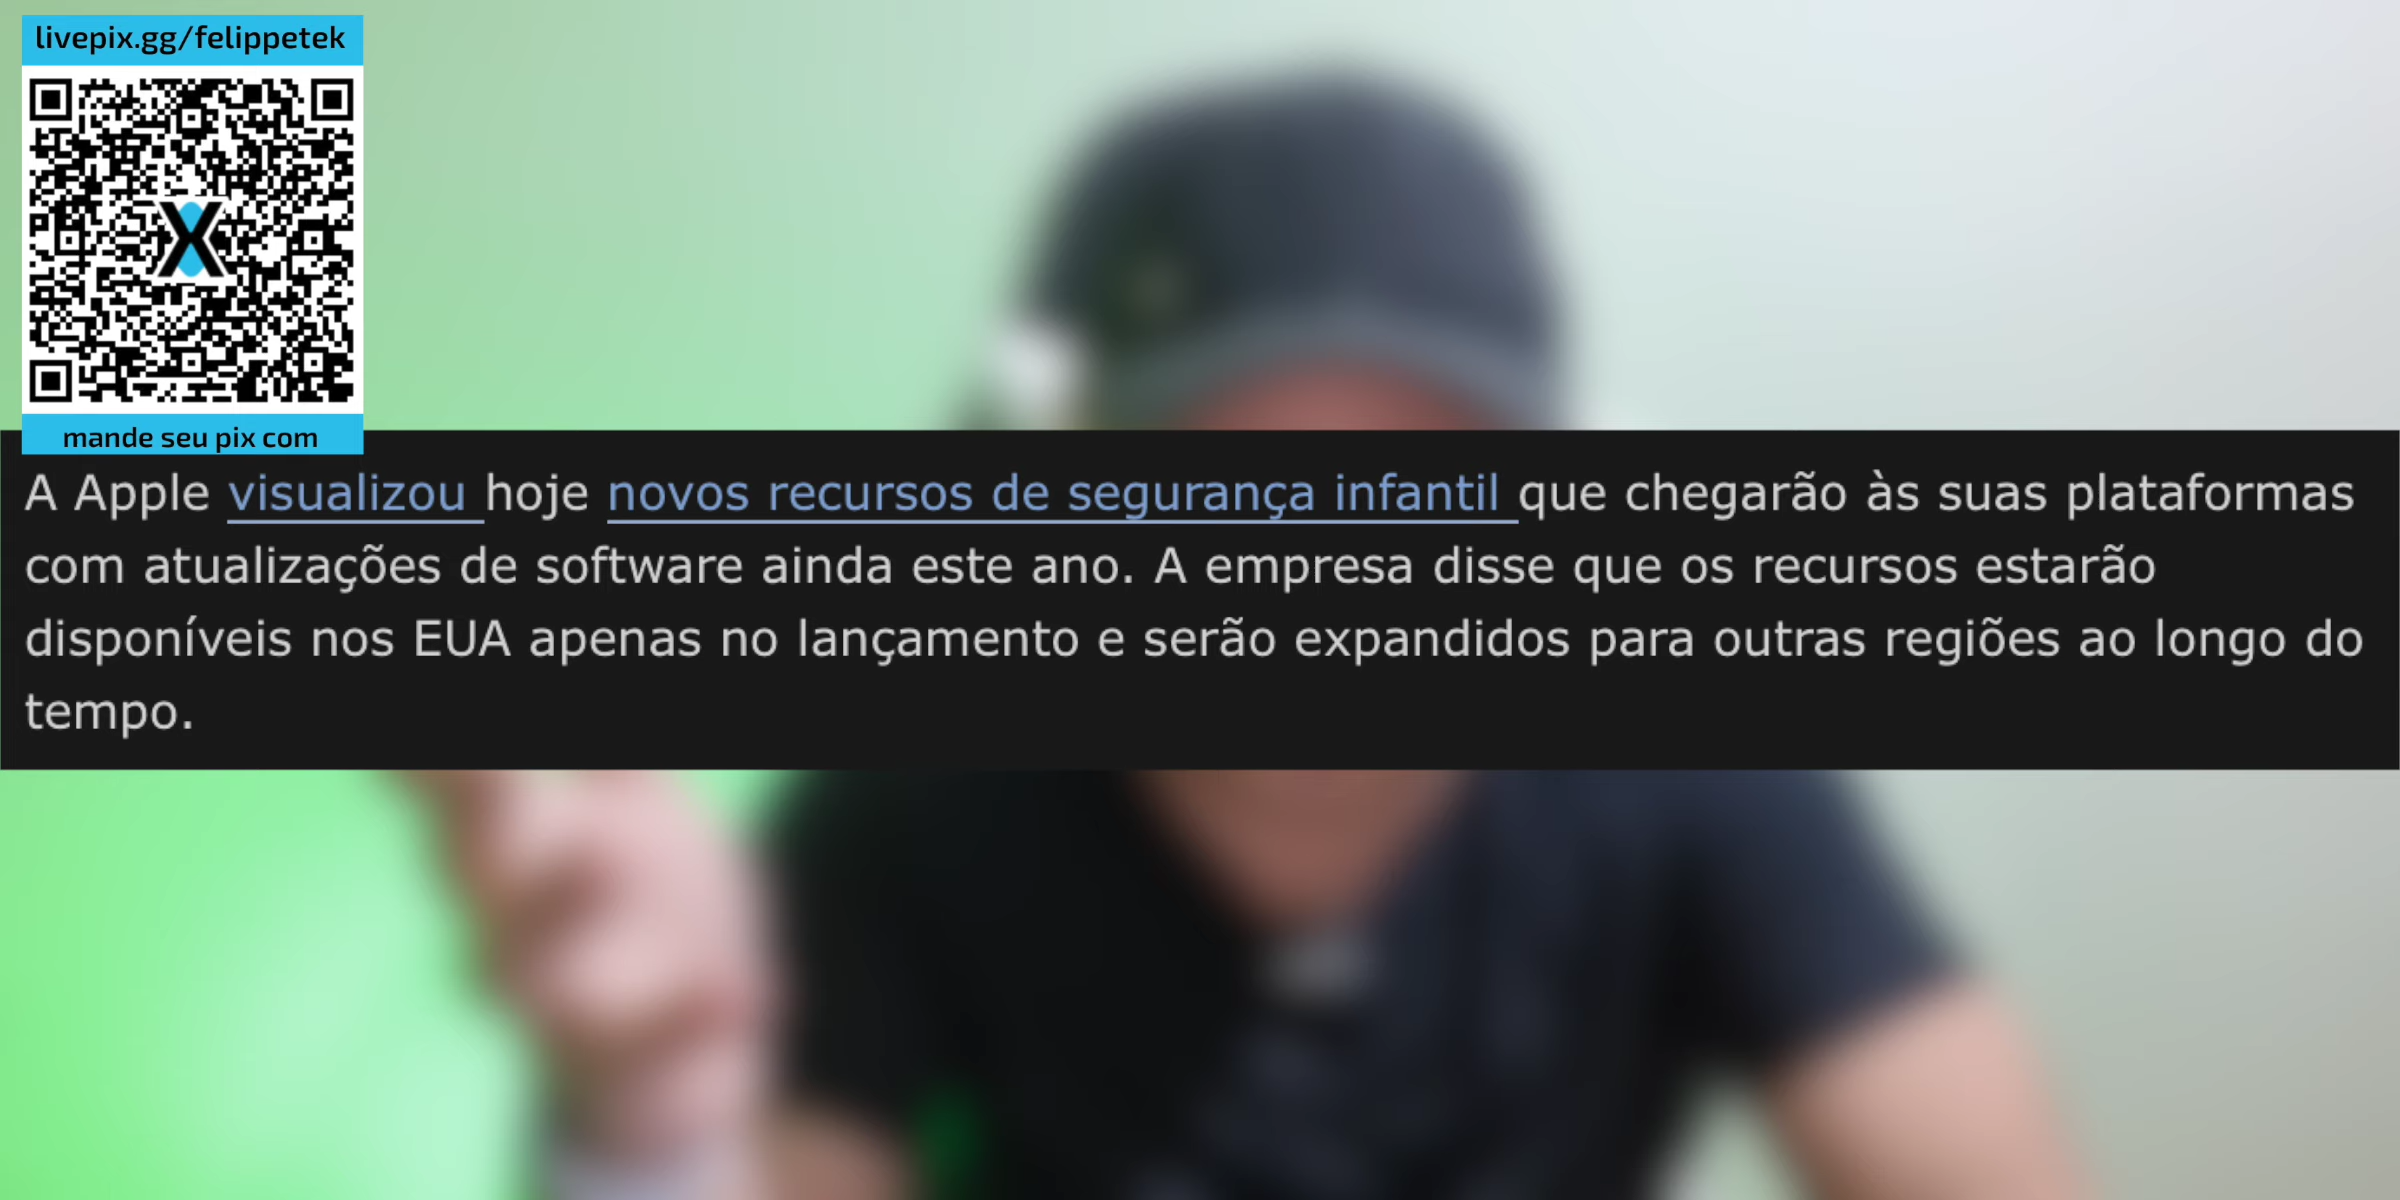 livepix.gg/felippetek
mande seu pix com
A Apple visualizou hoje novos recursos de segurança infantil que chegarão às suas plataformas
com atualizações de software ainda este ano. A empresa disse que os recursos estarão
disponíveis nos EUA apenas no lançamento e serão expandidos para outras regiões ao longo do
tempo.